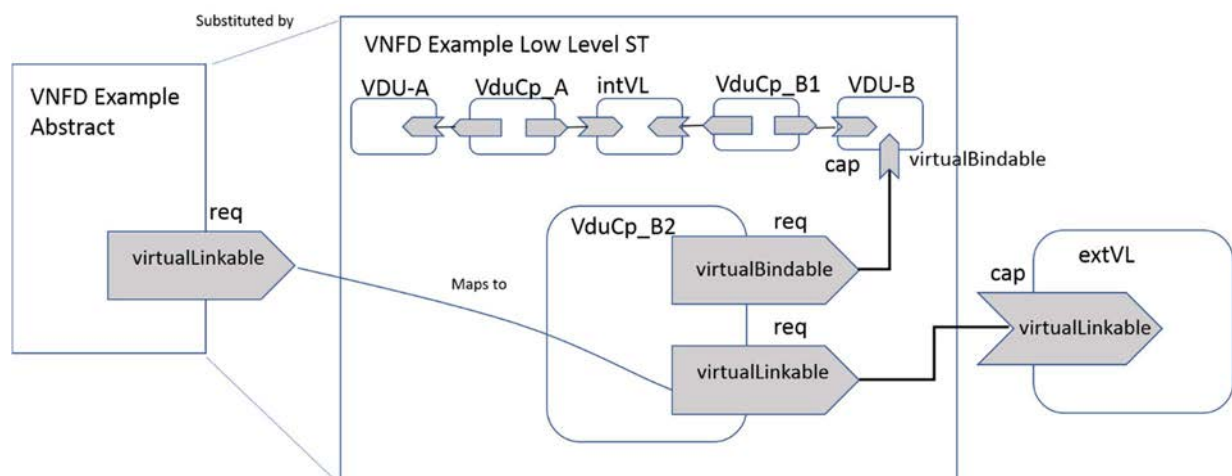 Substituted by
VNFD Example
Abstract
req
virtualLinkable
VNFD Example Low Level ST
VDU-A
VduCp_A
intVL
VduCp_B1
VDU-B
cap
virtualBindable
VduCp_B2
req
virtualBindable
Maps to
req
virtualLinkable
cap
extVL
virtualLinkable